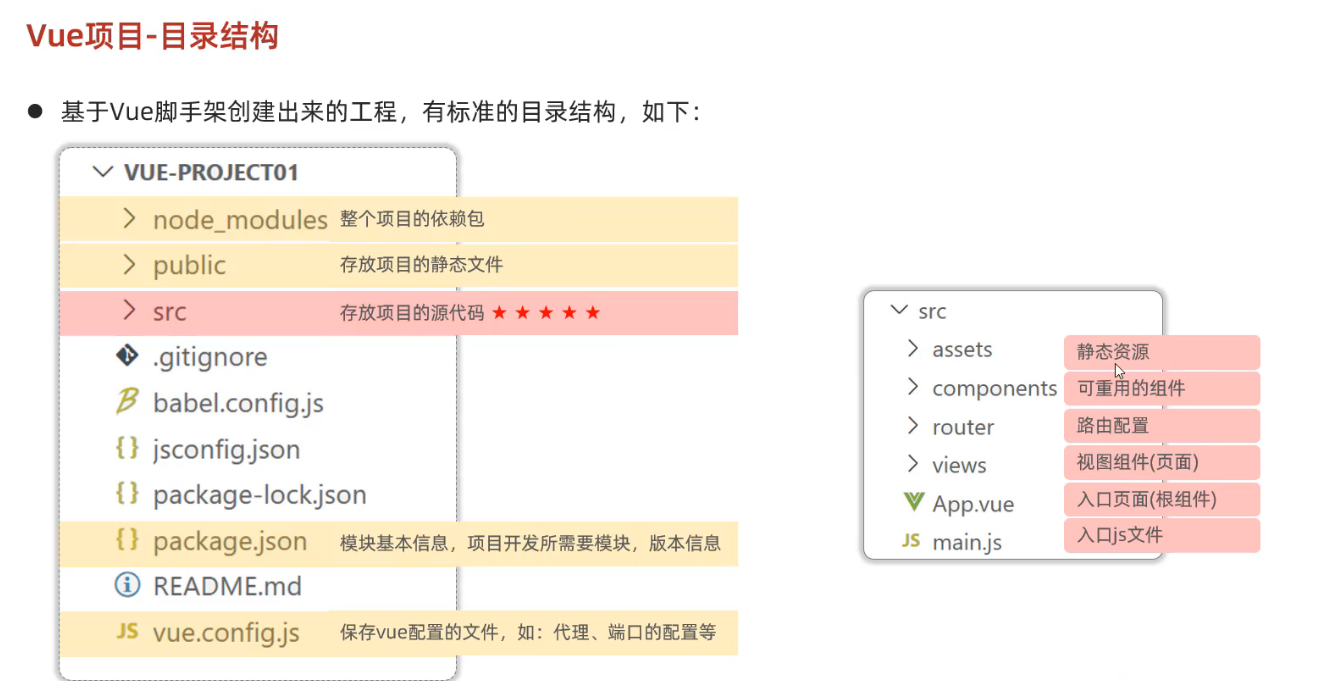 Vue项目-目录结构
● 基于Vue脚手架创建出来的工程，有标准的目录结构，如下：
VUE-PROJECT01
node_modules 整个项目的依赖包
public 存放项目的静态文件
src 存放项目的源代码 ★ ★ ★ ★ ★
.gitignore
babel.config.js
{} jsconfig.json
{} package-lock.json
{} package.json 模块基本信息，项目开发所需要模块，版本信息
README.md
JS vue.config.js 保存vue配置的文件，如：代理、端口的配置等
src
assets 静态资源
components 可重用的组件
router 路由配置
views 视图组件(页面)
App.vue 入口页面(根组件)
JS main.js 入口js文件